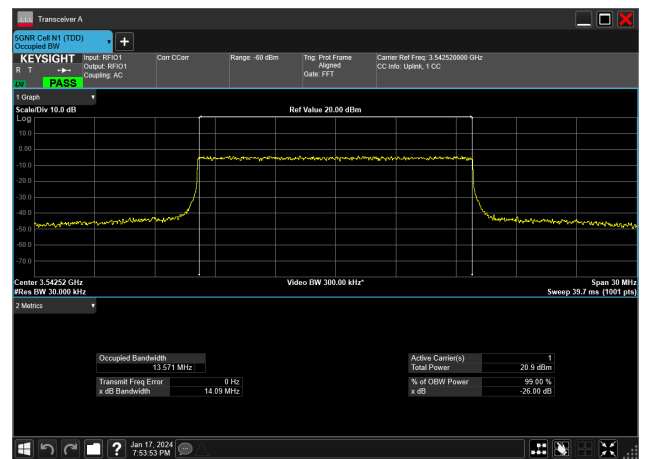 Transceiver A
5GNR Cell N1 (TDD)
Occupied BW
KEYSIGHT
R T
LW
PASS
Input: RFIO1
Output: RFIO1
Coupling: AC
Corr CCorr
Range: -60 dBm
Trig: Prot Frame
Aligned
Gate: FFT
Carrier Ref Freq: 3.542520000 GHz
CC Info: Uplink, 1 CC
1 Graph
Scale/Div 10.0 dB
Ref Value 20.00 dBm
Log
10.0
0.00
-10.0
-20.0
-30.0
-40.0
-50.0
-60.0
-70.0
Center 3.54252 GHz
Video BW 300.00 kHz*
Span 30 MHz
#Res BW 30.000 kHz
Sweep 39.7 ms (1001 pts)
2 Metrics
Occupied Bandwidth
13.571 MHz
Transmit Freq Error 0 Hz
x dB Bandwidth 14.09 MHz
Active Carrier(s) 1
Total Power 20.9 dBm
% of OBW Power 99.00 %
x dB -26.00 dB
?
Jan 17, 2024
7:53:53 PM